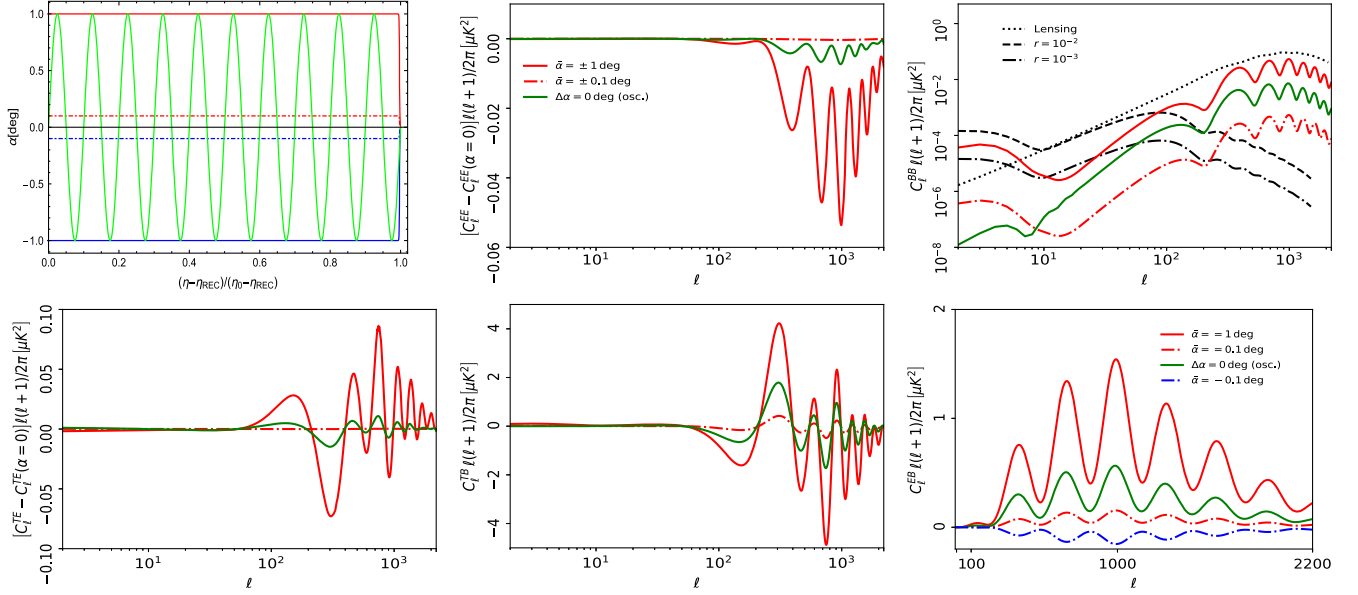 α[deg]
1.0
0.5
0.0
−0.5
−1.0
0.0
0.2
0.4
0.6
0.8
1.0
(η−η_REC)/(η_0−η_REC)
[C_ℓ^EE − C_ℓ^EE(α=0)]ℓ(ℓ+1)/2π [μK²]
0.00
−0.02
−0.04
−0.06
ᾱ = ±1 deg
ᾱ = ±0.1 deg
Δα = 0 deg (osc.)
10¹
10²
10³
ℓ
C_ℓ^BB ℓ(ℓ+1)/2π [μK²]
10⁰
10⁻²
10⁻⁴
10⁻⁶
10⁻⁸
Lensing
r = 10⁻²
r = 10⁻³
10¹
10²
10³
ℓ
[C_ℓ^TE − C_ℓ^TE(α=0)]ℓ(ℓ+1)/2π [μK²]
0.10
0.05
0.00
−0.05
−0.10
10¹
10²
10³
ℓ
C_ℓ^TB ℓ(ℓ+1)/2π [μK²]
4
2
0
−2
−4
10¹
10²
10³
ℓ
C_ℓ^EB ℓ(ℓ+1)/2π [μK²]
2
1
0
ᾱ == 1 deg
ᾱ == 0.1 deg
Δα = 0 deg (osc.)
ᾱ = −0.1 deg
100
1000
2200
ℓ